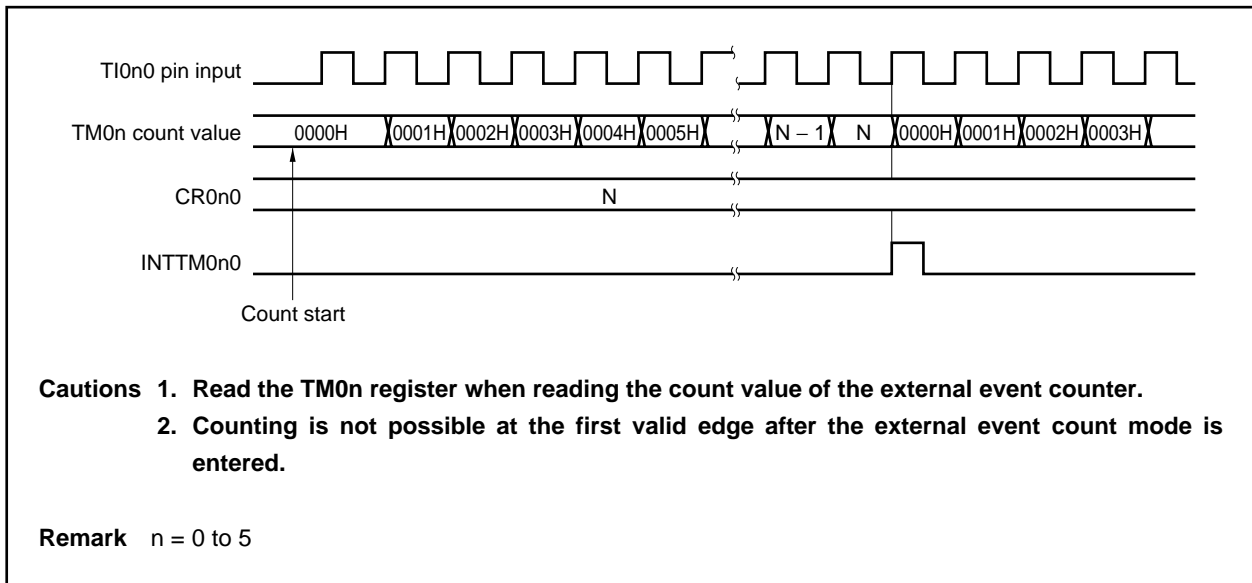 TI0n0 pin input
TM0n count value 0000H 0001H 0002H 0003H 0004H 0005H N – 1 N 0000H 0001H 0002H 0003H
CR0n0 N
INTTM0n0
Count start
Cautions 1. Read the TM0n register when reading the count value of the external event counter.
2. Counting is not possible at the first valid edge after the external event count mode is
entered.
Remark n = 0 to 5